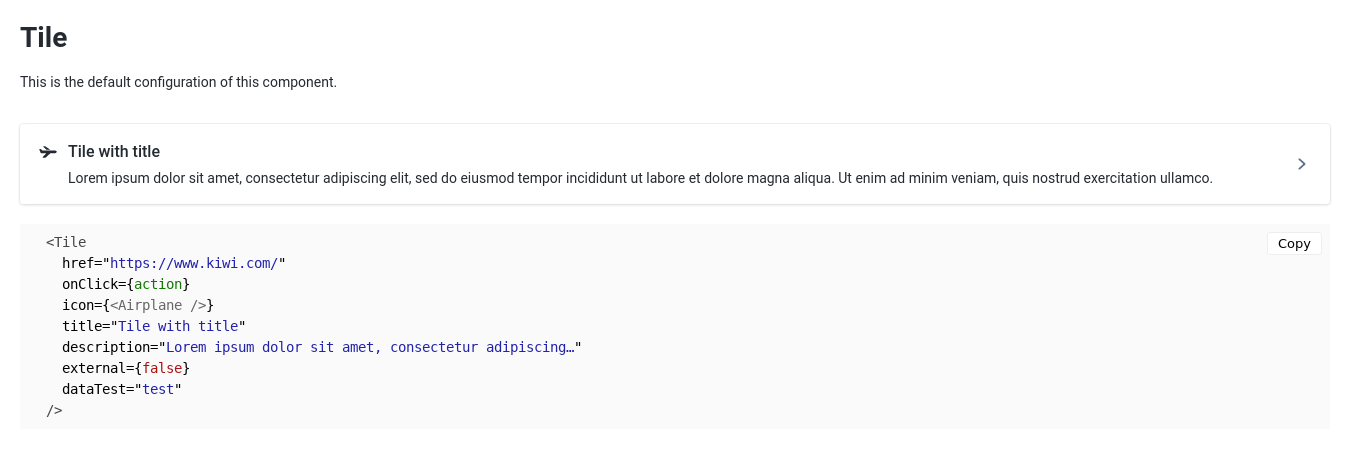 Tile
This is the default configuration of this component.
Tile with title
Lorem ipsum dolor sit amet, consectetur adipiscing elit, sed do eiusmod tempor incididunt ut labore et dolore magna aliqua. Ut enim ad minim veniam, quis nostrud exercitation ullamco.
<Tile
Copy
href="https://www.kiwi.com/"
onClick={action}
icon={<Airplane />}
title="Tile with title"
description="Lorem ipsum dolor sit amet, consectetur adipiscing…"
external={false}
dataTest="test"
/>